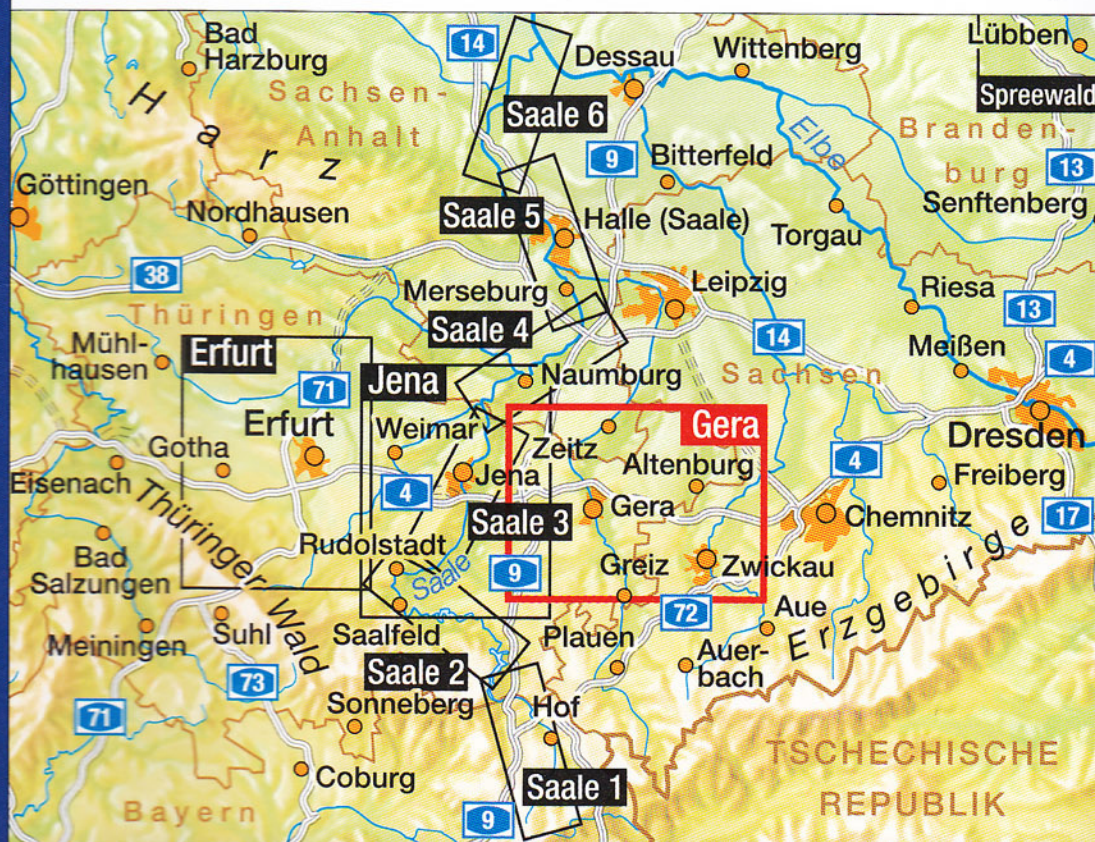 Bad
Harzburg
14
Dessau
Wittenberg
Lübben
Spreewald
Sachsen-
Anhalt
Harz
Saale 6
Elbe
Branden-
burg
9
Bitterfeld
13
Göttingen
Nordhausen
Saale 5
Halle (Saale)
Senftenberg
Torgau
38
Merseburg
Leipzig
Riesa
13
Thüringen
Saale 4
14
Meißen
4
Mühl-
hausen
Erfurt
71
Jena
Naumburg
Sachsen
Erfurt
Weimar
Zeitz
Gera
Dresden
Gotha
Altenburg
4
Freiberg
Eisenach
4
Jena
Gera
Chemnitz
17
Saale 3
Thüringer Wald
Rudolstadt
Saale
9
Greiz
Zwickau
Bad
Salzungen
72
Aue
Erzgebirge
Meiningen
Suhl
Saalfeld
Plauen
Auer-
bach
Saale 2
73
Sonneberg
Hof
71
TSCHECHISCHE
REPUBLIK
Coburg
Saale 1
Bayern
9